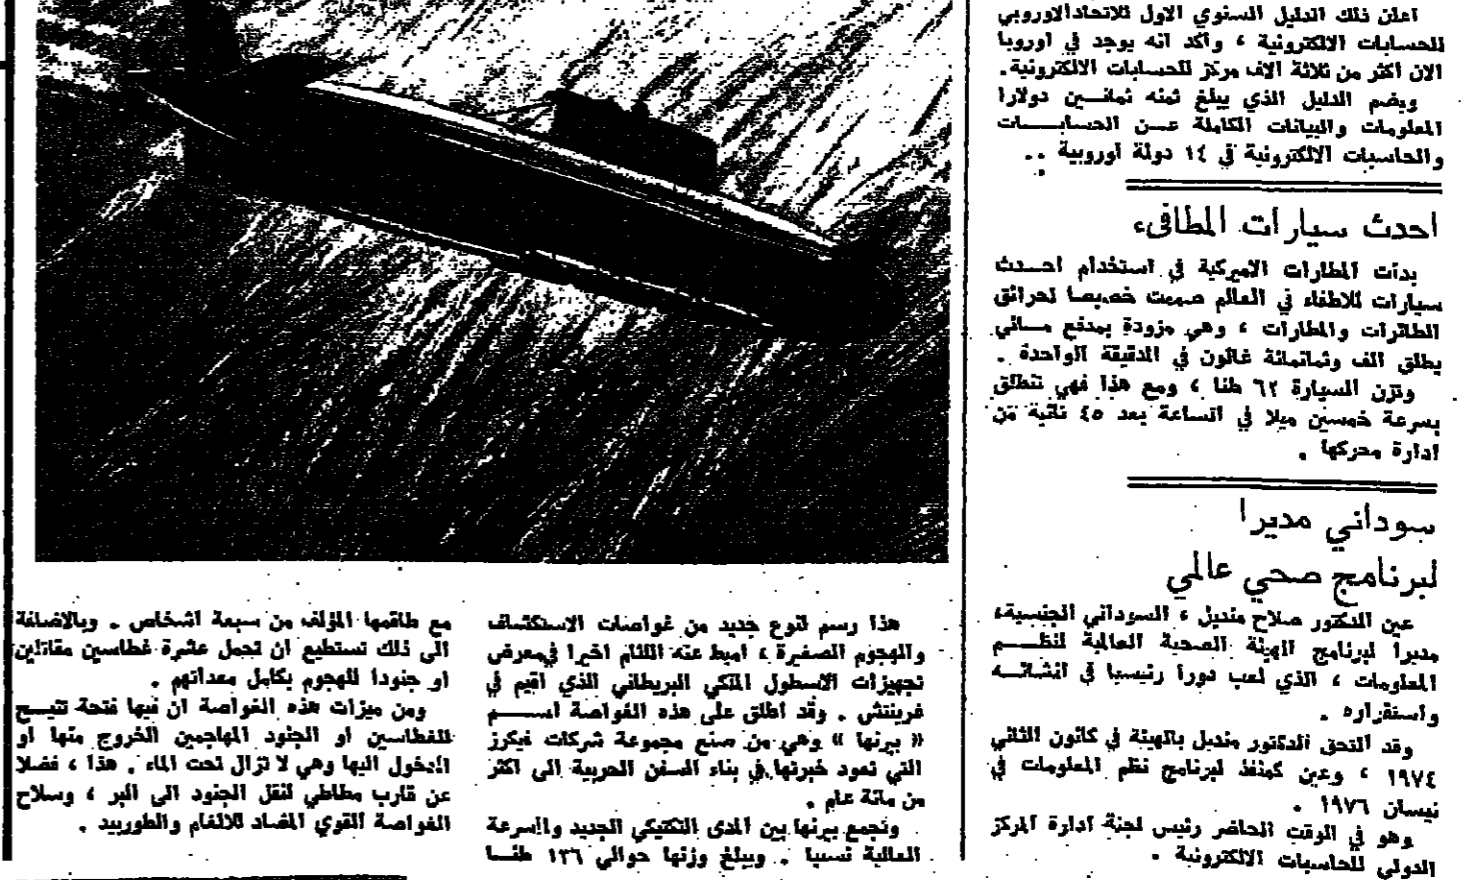 اعلن ذلك الدليل السنوي الاول للاتحاد الاوروبي
للحسابات الالكترونية ، وأكد انه يوجد في اوروبا
الان اكثر من ثلاثة الاف مركز للحسابات الالكترونية .
ويضم الدليل الذي يبلغ ثمنه ثمانين دولارا
المعلومات والبيانات الكاملة عن الحسابات
والحاسبات الالكترونية في ١٤ دولة اوروبية ..
احدث سيارات المطافىء
بدأت المطارات الاميركية في استخدام احدث
سيارات للاطفاء في العالم صممت خصيصا لحرائق
الطائرات والمطارات ، وهي مزودة بمدفع مائي
يطلق الف وثمانمائة غالون في الدقيقة الواحدة .
وتزن السيارة ٦٢ طنا ، ومع هذا فهي تنطلق
بسرعة خمسين ميلا في الساعة بعد ٤٥ ثانية من
ادارة محركها .
سوداني مديرا
لبرنامج صحي عالمي
عين الدكتور صلاح منديل ، السوداني الجنسية،
مديرا لبرنامج الهيئة الصحية العالمية لنظم
المعلومات ، الذي لعب دورا رئيسيا في انشائه
واستقراره .
وقد التحق الدكتور منديل بالهيئة في كانون الثاني
١٩٧٤ ، وعين كمنفذ لبرنامج نظم المعلومات في
نيسان ١٩٧٦ .
وهو في الوقت الحاضر رئيس لجنة ادارة المركز
الدولي للحاسبات الالكترونية .
هذا رسم لنوع جديد من غواصات الاستكشاف
والهجوم الصغيرة ، اميط عنه اللثام اخيرا في معرض
تجهيزات الاسطول الملكي البريطاني الذي اقيم في
غرينتش . وقد اطلق على هذه الغواصة اسم
« بيرنها » وهي من صنع مجموعة شركات فيكرز
التي تعود خبرتها في بناء السفن الحربية الى اكثر
من مائة عام .
وتجمع بيرنها بين المدى التكتيكي الجديد والسرعة
العالية نسبيا . ويبلغ وزنها حوالي ١٣٦ طنا
مع طاقمها المؤلف من سبعة اشخاص . وبالاضافة
الى ذلك تستطيع ان تحمل عشرة غطاسين مقاتلين
او جنودا للهجوم بكامل معداتهم .
ومن ميزات هذه الغواصة ان فيها فتحة تتيح
للغطاسين او الجنود المهاجمين الخروج منها او
الدخول اليها وهي لا تزال تحت الماء . هذا ، فضلا
عن قارب مطاطي لنقل الجنود الى البر ، وسلاح
الغواصة القوي المضاد للالغام والطوربيد .